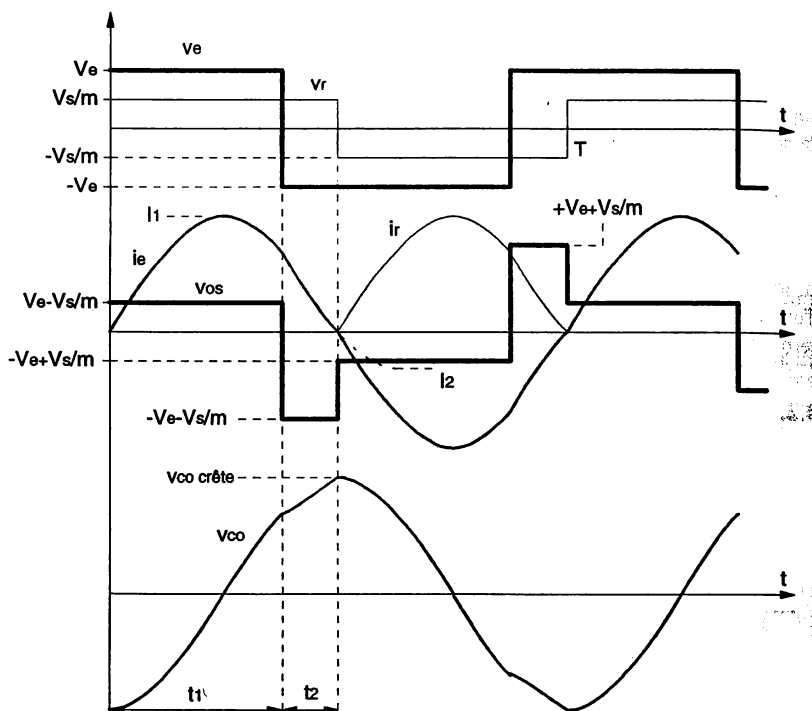 ve
Ve
Vs/m
vr
t
-Vs/m
T
-Ve
I1
ie
ir
+Ve+Vs/m
vos
Ve-Vs/m
t
-Ve+Vs/m
I2
-Ve-Vs/m
vco crête
vco
t
t1
t2